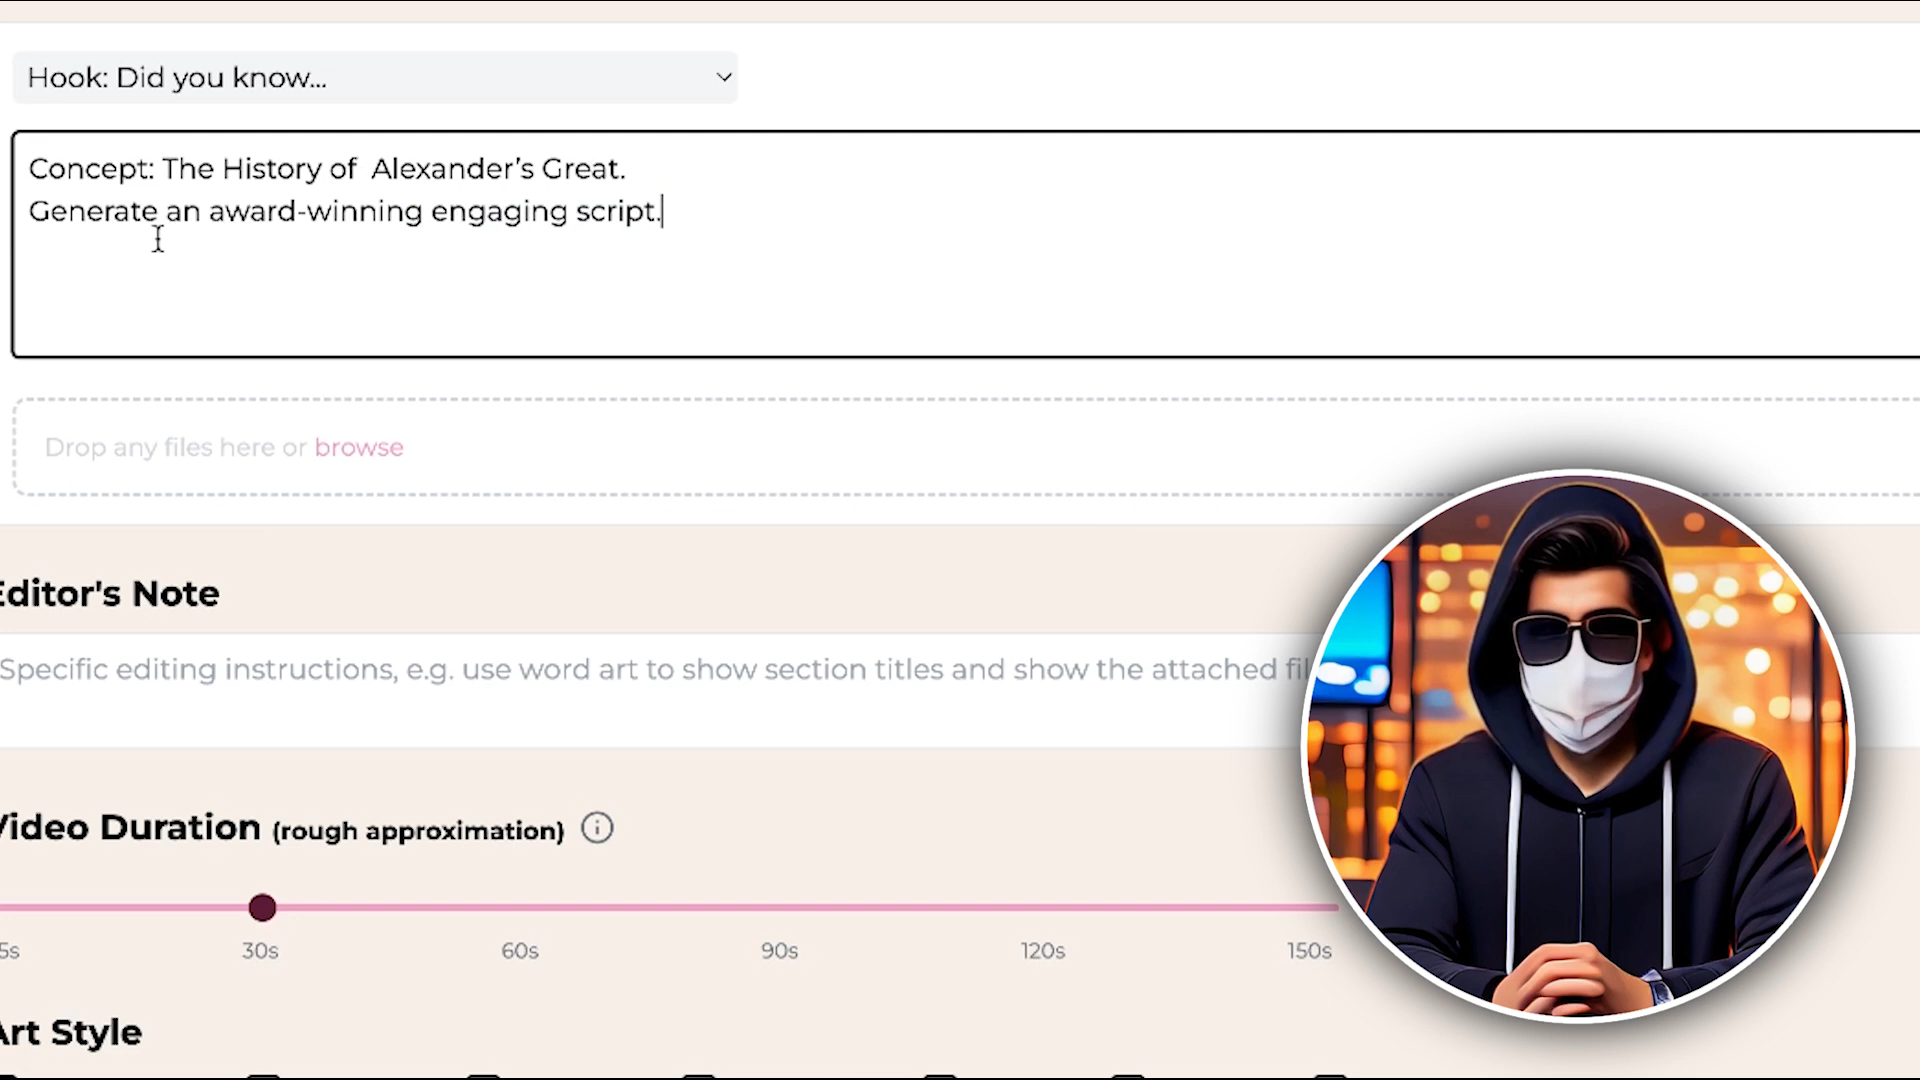 Hook: Did you know...
Concept: The History of  Alexander’s Great.
Generate an award-winning engaging script.
Drop any files here or browse
Editor's Note
Specific editing instructions, e.g. use word art to show section titles and show the attached fil
Video Duration (rough approximation)
5s 30s 60s 90s 120s 150s
Art Style